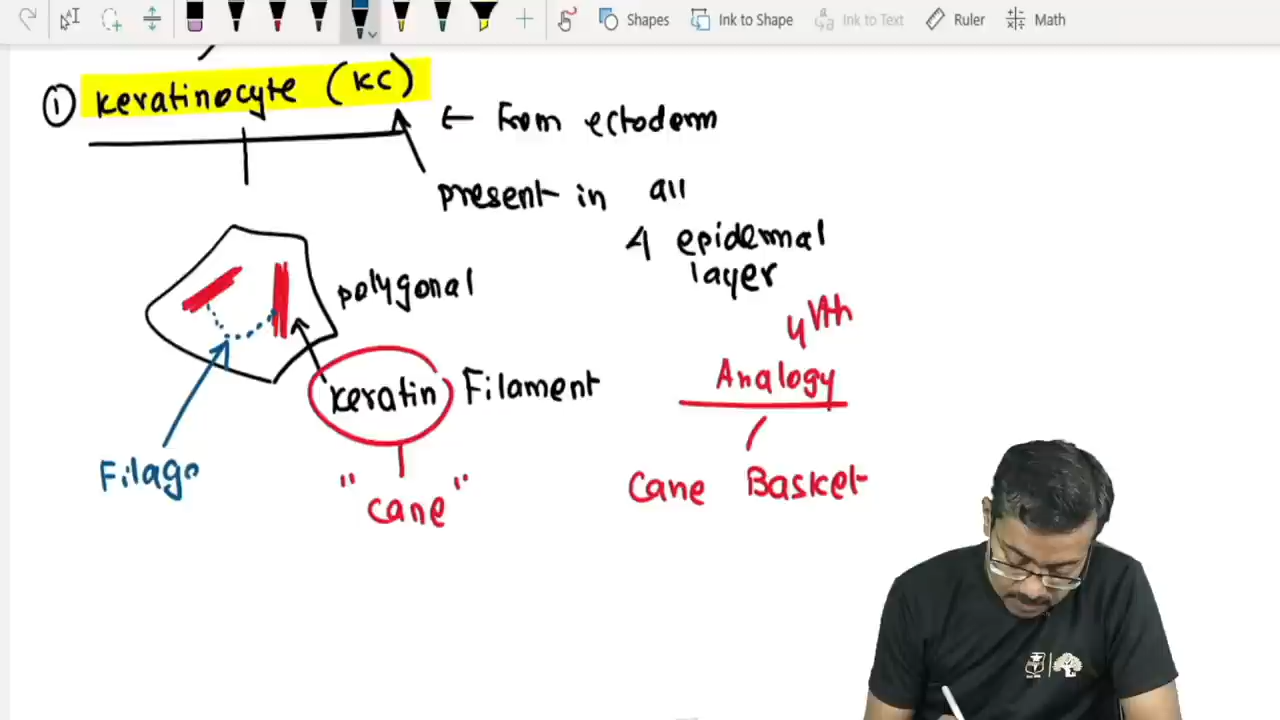 Shapes
Ink to Shape
Ink to Text
Ruler
Math
① keratinocyte (KC)
← From ectoderm
present in all
4 epidermal
layer
polygonal
4th
Analogy
keratin Filament
Filago
"cane"
Cane Basket